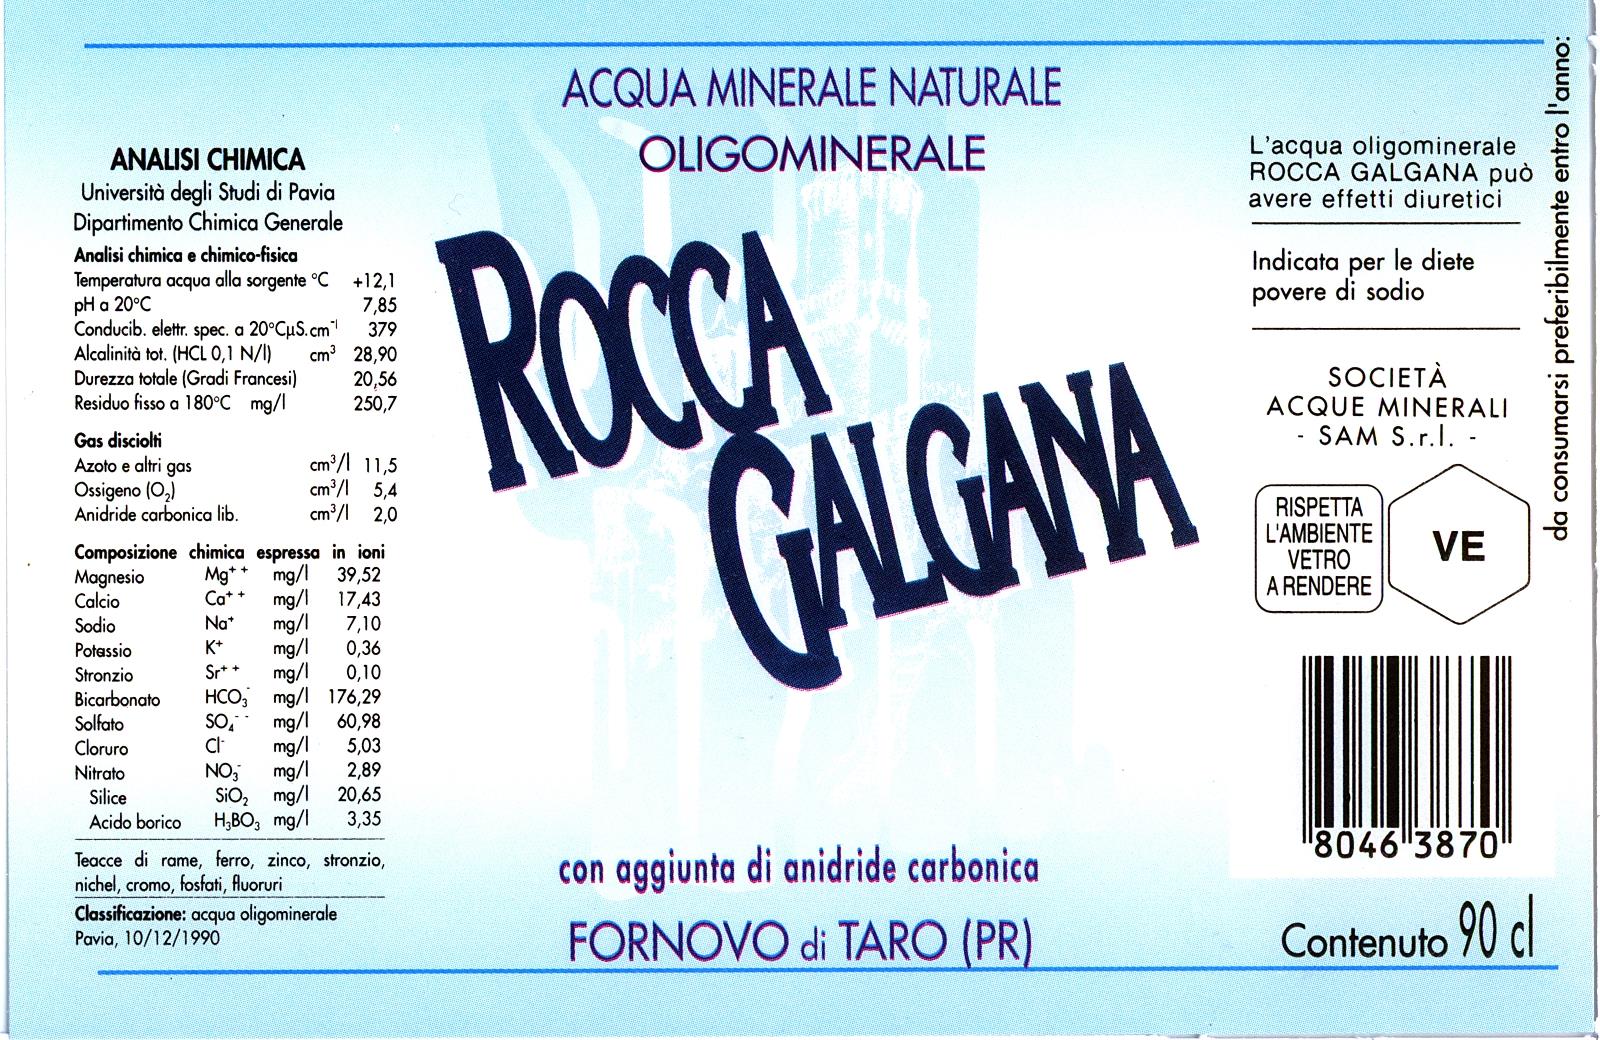 ACQUA MINERALE NATURALE
OLIGOMINERALE
ROCCA
GALGANA
con aggiunta di anidride carbonica
FORNOVO di TARO (PR)
ANALISI CHIMICA
Università degli Studi di Pavia
Dipartimento Chimica Generale
Analisi chimica e chimico-fisica
Temperatura acqua alla sorgente °C +12,1
pH a 20°C 7,85
Conducib. elettr. spec. a 20°CµS.cm⁻¹ 379
Alcalinità tot. (HCL 0,1 N/l) cm³ 28,90
Durezza totale (Gradi Francesi) 20,56
Residuo fisso a 180°C mg/l 250,7
Gas disciolti
Azoto e altri gas cm³/l 11,5
Ossigeno (O₂) cm³/l 5,4
Anidride carbonica lib. cm³/l 2,0
Composizione chimica espressa in ioni
Magnesio Mg⁺⁺ mg/l 39,52
Calcio Ca⁺⁺ mg/l 17,43
Sodio Na⁺ mg/l 7,10
Potassio K⁺ mg/l 0,36
Stronzio Sr⁺⁺ mg/l 0,10
Bicarbonato HCO₃⁻ mg/l 176,29
Solfato SO₄⁻⁻ mg/l 60,98
Cloruro Cl⁻ mg/l 5,03
Nitrato NO₃⁻ mg/l 2,89
Silice SiO₂ mg/l 20,65
Acido borico H₃BO₃ mg/l 3,35
Teacce di rame, ferro, zinco, stronzio,
nichel, cromo, fosfati, fluoruri
Classificazione: acqua oligominerale
Pavia, 10/12/1990
L'acqua oligominerale
ROCCA GALGANA può
avere effetti diuretici
Indicata per le diete
povere di sodio
SOCIETÀ
ACQUE MINERALI
- SAM S.r.l. -
RISPETTA
L'AMBIENTE
VETRO
A RENDERE
VE
80463870
Contenuto 90 cl
da consumarsi preferibilmente entro l'anno: